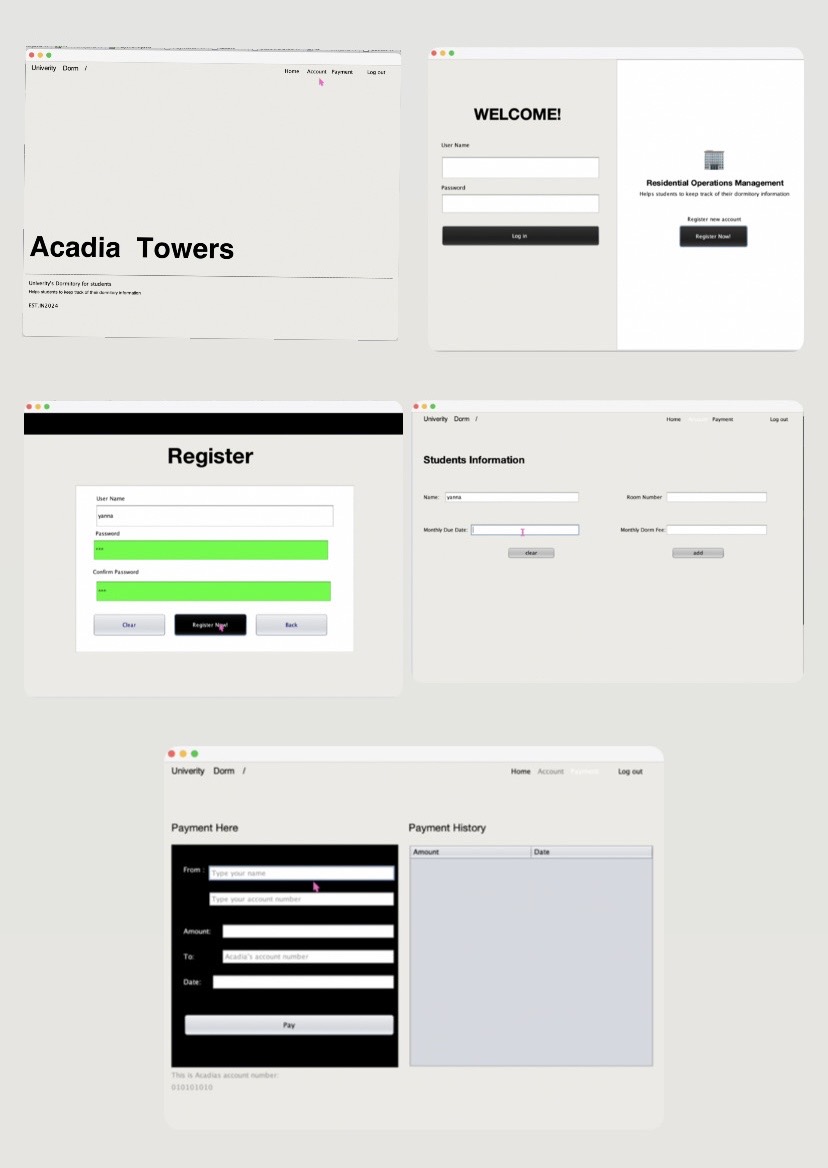 Univerity Dorm /
Home Account Payment Log out
Acadia Towers
Univerity's Dormitory for students
Helps students to keep track of their dormitory information
EST.IN2024
WELCOME!
User Name
Password
Log in
Residential Operations Management
Helps students to keep track of their dormitory information
Register new account
Register Now!
Register
User Name
yanna
Password
***
Confirm Password
***
Clear Register Now! Back
Univerity Dorm /
Home Account Payment Log out
Students Information
Name: yanna Room Number
Monthly Due Date: Monthly Dorm Fee:
clear add
Univerity Dorm /
Home Account Payment Log out
Payment Here
From : Type your name
Type your account number
Amount:
To: Acadia's account number
Date:
Pay
This is Acadias account number:
010101010
Payment History
Amount Date